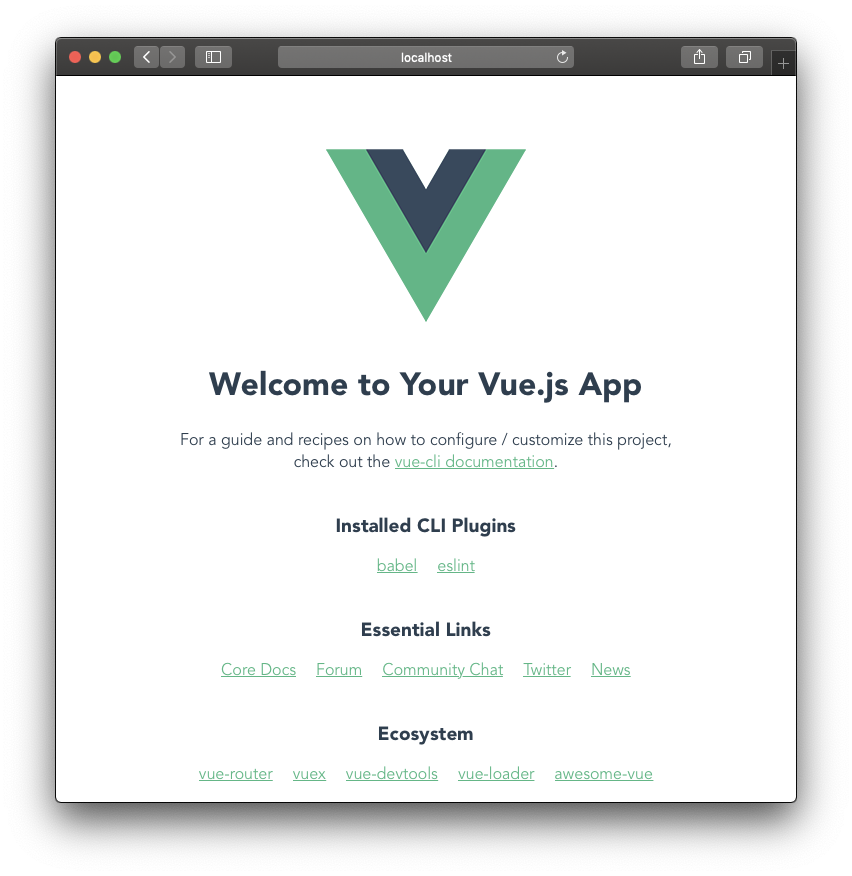 localhost
Welcome to Your Vue.js App
For a guide and recipes on how to configure / customize this project,
check out the vue-cli documentation.
Installed CLI Plugins
babel eslint
Essential Links
Core Docs Forum Community Chat Twitter News
Ecosystem
vue-router vuex vue-devtools vue-loader awesome-vue